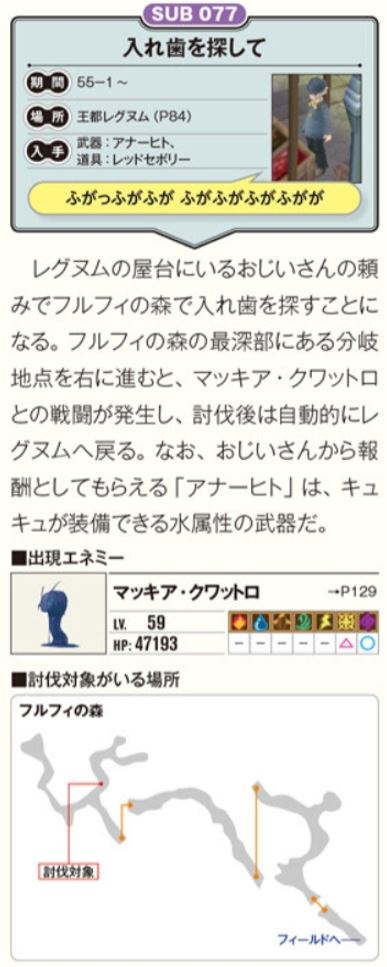 SUB 077
入れ歯を探して
期間 55−1～
場所 王都レグヌム（P84）
入手 武器：アナーヒト、
道具：レッドセボリー
ふがっふがふが ふがふがふがふがが
　レグヌムの屋台にいるおじいさんの頼
みでフルフィの森で入れ歯を探すことに
なる。フルフィの森の最深部にある分岐
地点を右に進むと、マッキア・クワットロ
との戦闘が発生し、討伐後は自動的にレ
グヌムへ戻る。なお、おじいさんから報
酬としてもらえる「アナーヒト」は、キュ
キュが装備できる水属性の武器だ。
■出現エネミー
マッキア・クワットロ →P129
LV. 59
HP: 47193 − − − − − △ ○
■討伐対象がいる場所
フルフィの森
討伐対象
フィールドへ